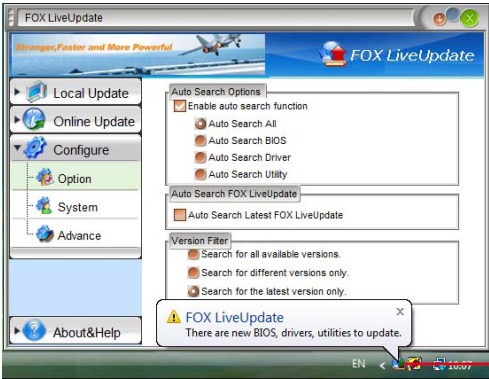 FOX LiveUpdate
Stronger,Faster and More Powerful
FOX LiveUpdate
Local Update
Online Update
Configure
Option
System
Advance
About&Help
Auto Search Options
Enable auto search function
Auto Search All
Auto Search BIOS
Auto Search Driver
Auto Search Utility
Auto Search FOX LiveUpdate
Auto Search Latest FOX LiveUpdate
Version Filter
Search for all available versions.
Search for different versions only.
Search for the latest version only.
FOX LiveUpdate
There are new BIOS, drivers, utilities to update.
EN